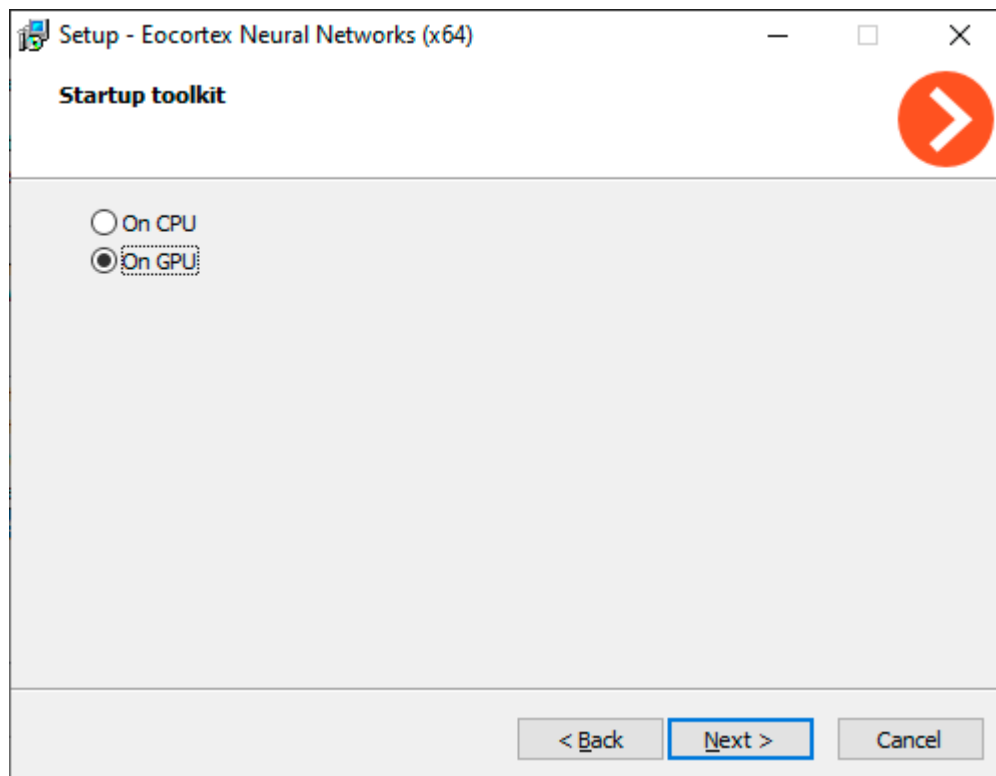 Setup - Eocortex Neural Networks (x64)
Startup toolkit
On CPU
On GPU
< Back Next > Cancel